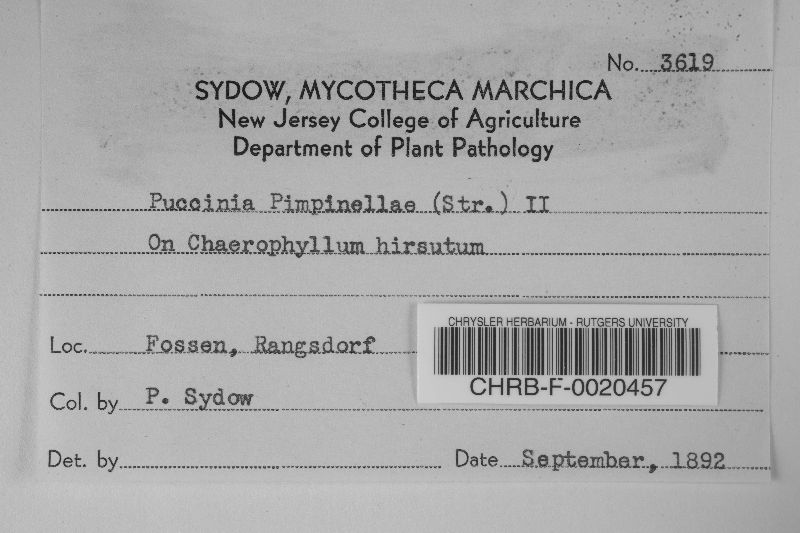 No. 3619
SYDOW, MYCOTHECA MARCHICA
New Jersey College of Agriculture
Department of Plant Pathology
Puccinia Pimpinellae (Str.) II
On Chaerophyllum hirsutum
Loc. Fossen, Rangsdorf
CHRYSLER HERBARIUM - RUTGERS UNIVERSITY
CHRB-F-0020457
Col. by P. Sydow
Det. by
Date September, 1892